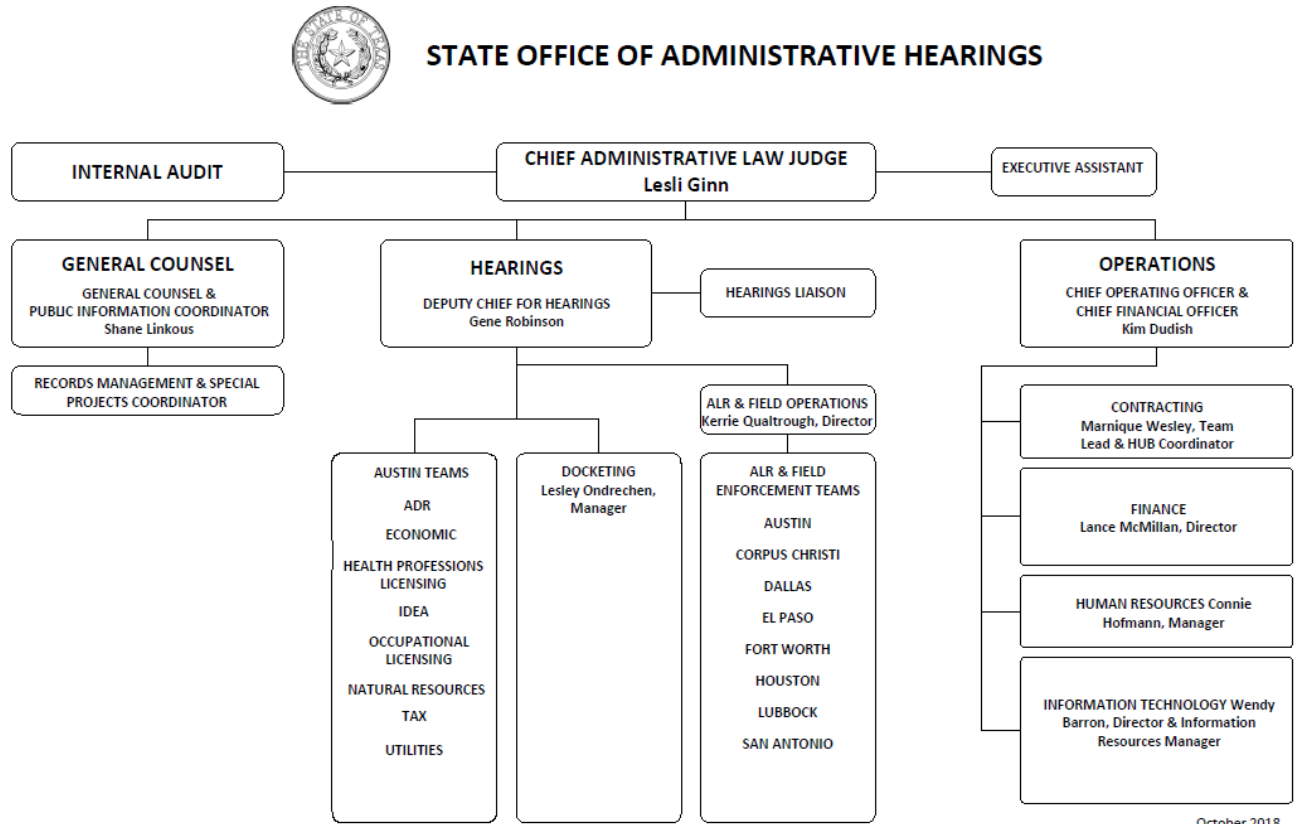 THE STATE OF TEXAS
STATE OFFICE OF ADMINISTRATIVE HEARINGS
INTERNAL AUDIT
CHIEF ADMINISTRATIVE LAW JUDGE
Lesli Ginn
EXECUTIVE ASSISTANT
GENERAL COUNSEL
GENERAL COUNSEL &
PUBLIC INFORMATION COORDINATOR
Shane Linkous
RECORDS MANAGEMENT & SPECIAL
PROJECTS COORDINATOR
HEARINGS
DEPUTY CHIEF FOR HEARINGS
Gene Robinson
HEARINGS LIAISON
OPERATIONS
CHIEF OPERATING OFFICER &
CHIEF FINANCIAL OFFICER
Kim Dudish
ALR & FIELD OPERATIONS
Kerrie Qualtrough, Director
AUSTIN TEAMS
ADR
ECONOMIC
HEALTH PROFESSIONS
LICENSING
IDEA
OCCUPATIONAL
LICENSING
NATURAL RESOURCES
TAX
UTILITIES
DOCKETING
Lesley Ondrechen,
Manager
ALR & FIELD
ENFORCEMENT TEAMS
AUSTIN
CORPUS CHRISTI
DALLAS
EL PASO
FORT WORTH
HOUSTON
LUBBOCK
SAN ANTONIO
CONTRACTING
Marnique Wesley, Team
Lead & HUB Coordinator
FINANCE
Lance McMillan, Director
HUMAN RESOURCES Connie
Hofmann, Manager
INFORMATION TECHNOLOGY Wendy
Barron, Director & Information
Resources Manager
October 2018